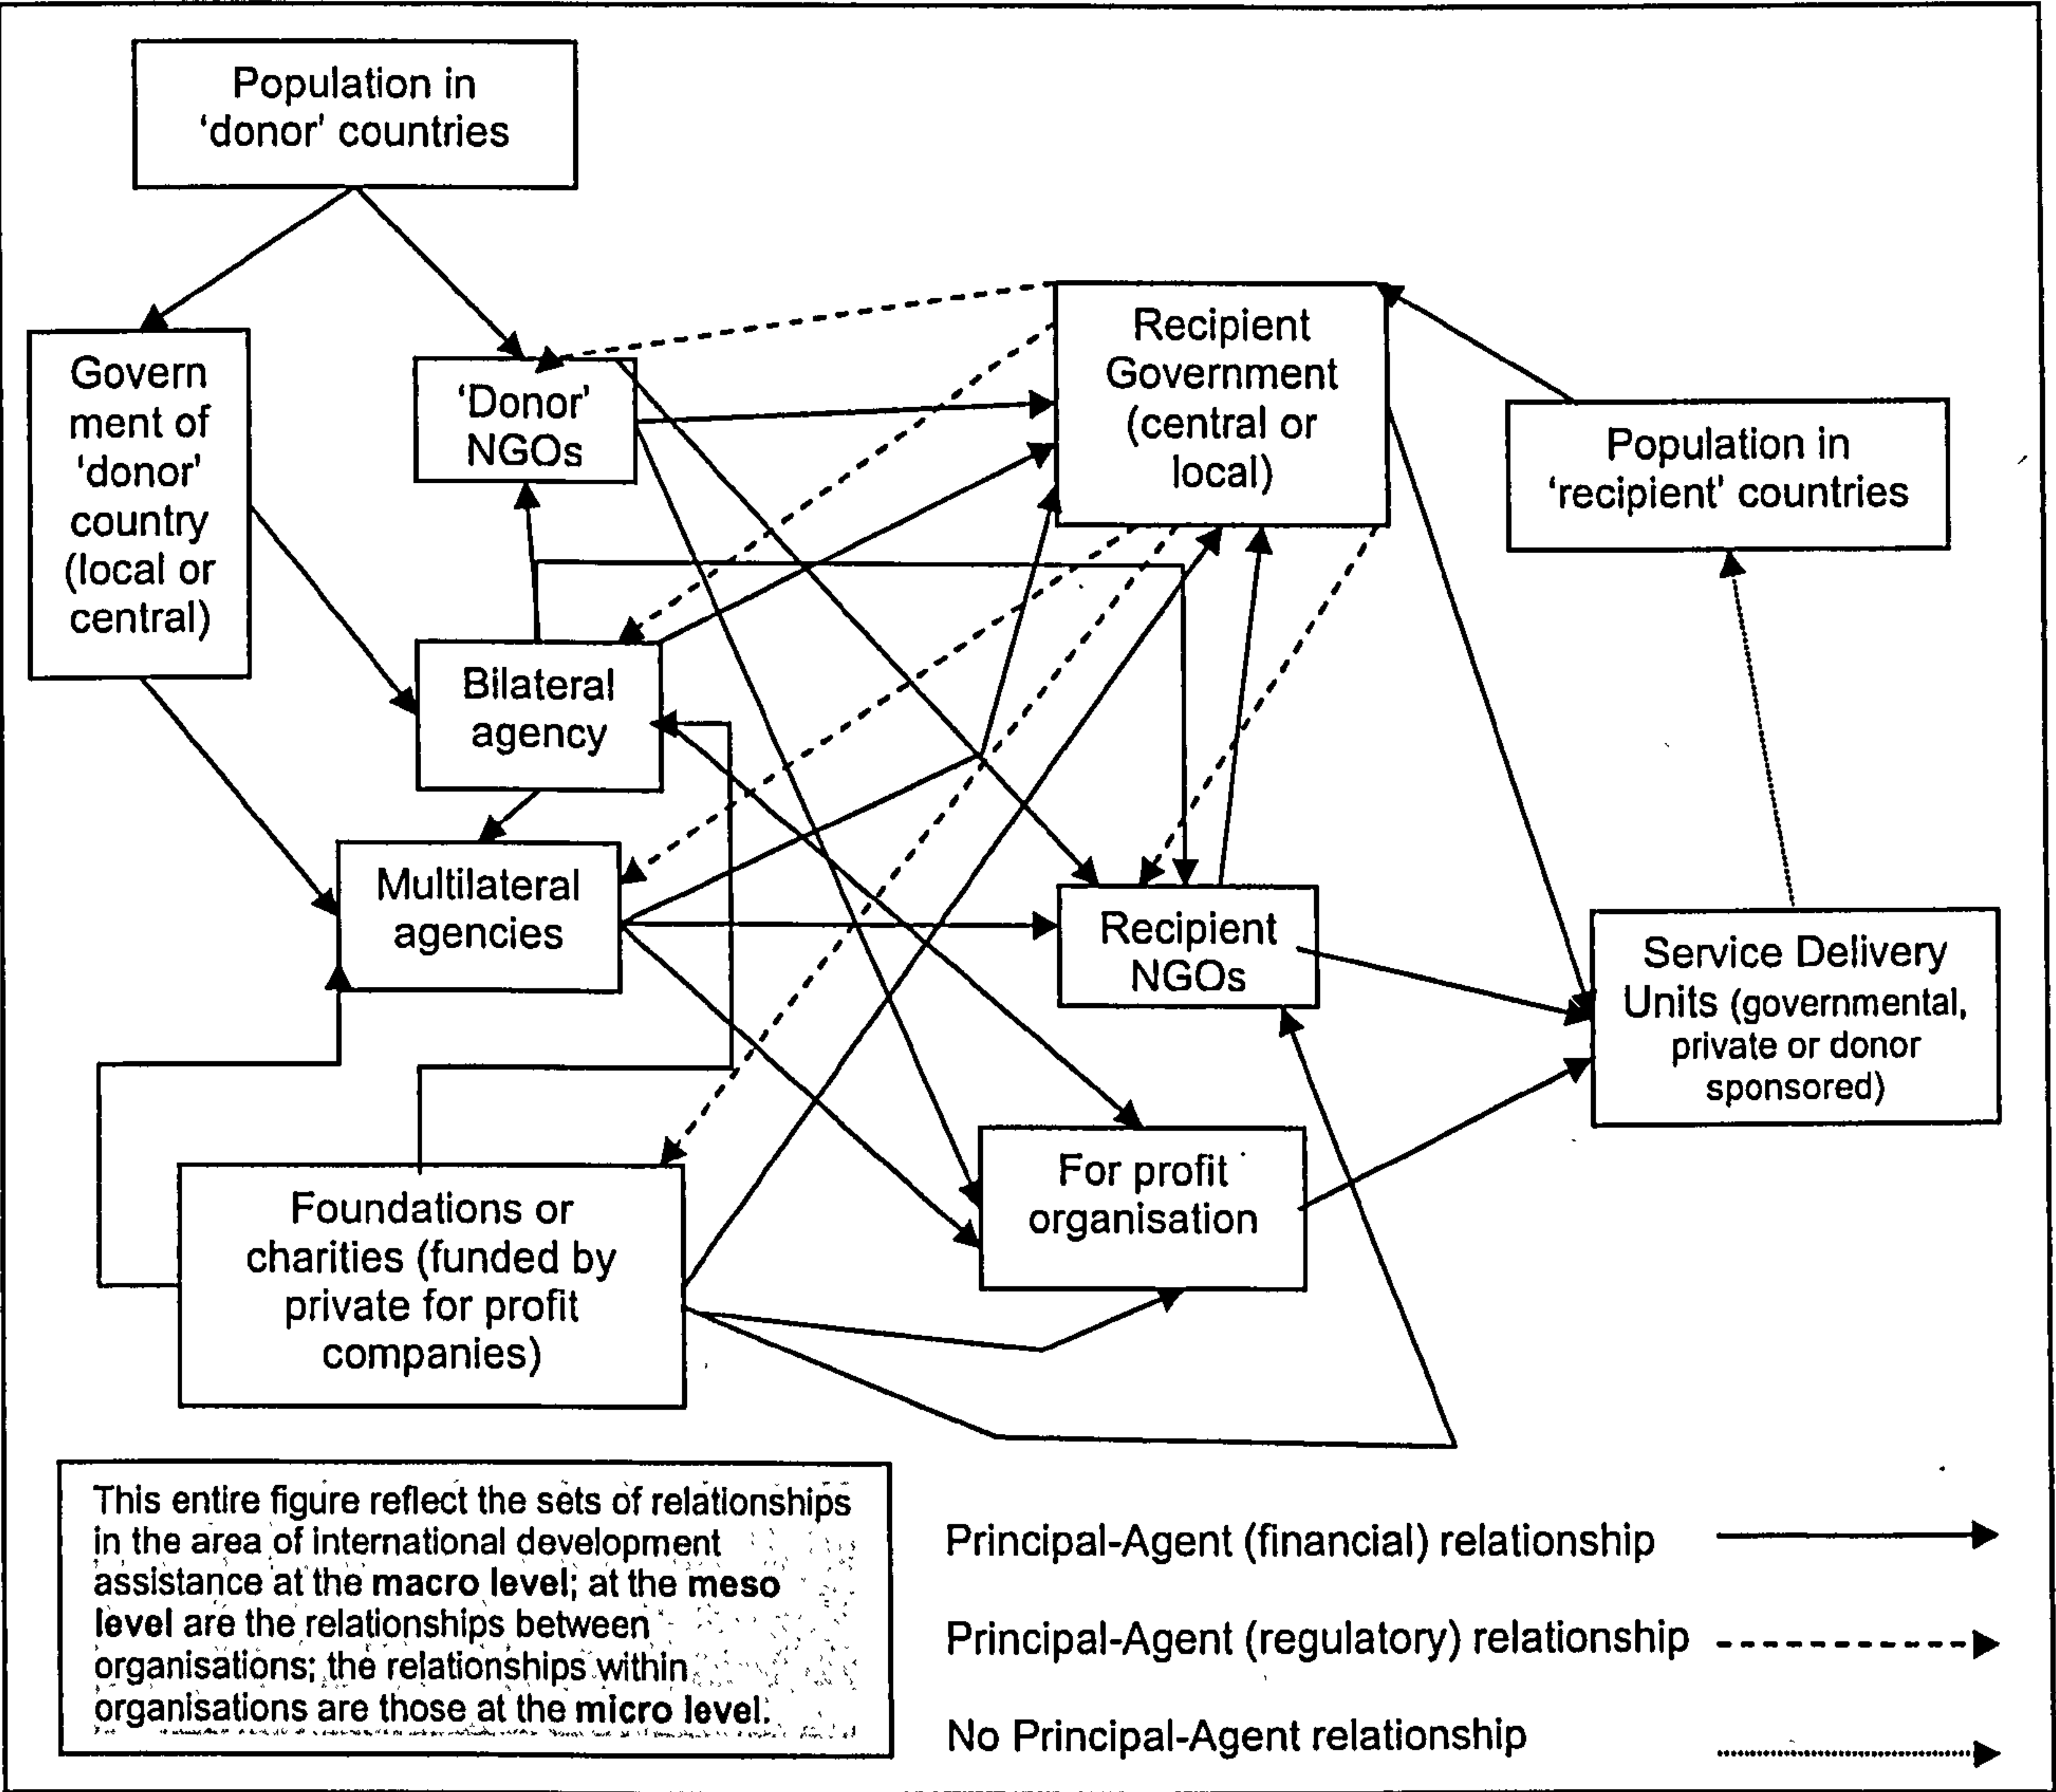 Population in
‘donor’ countries
Govern
ment of
‘donor’
country
(local or
central)
‘Donor’
NGOs
Recipient
Government
(central or
local)
Population in
‘recipient’ countries
Bilateral
agency
Multilateral
agencies
Recipient
NGOs
Service Delivery
Units (governmental,
private or donor
sponsored)
For profit
organisation
Foundations or
charities (funded by
private for profit
companies)
This entire figure reflect the sets of relationships
in the area of international development
assistance at the macro level; at the meso
level are the relationships between
organisations; the relationships within
organisations are those at the micro level.
Principal-Agent (financial) relationship
Principal-Agent (regulatory) relationship
No Principal-Agent relationship